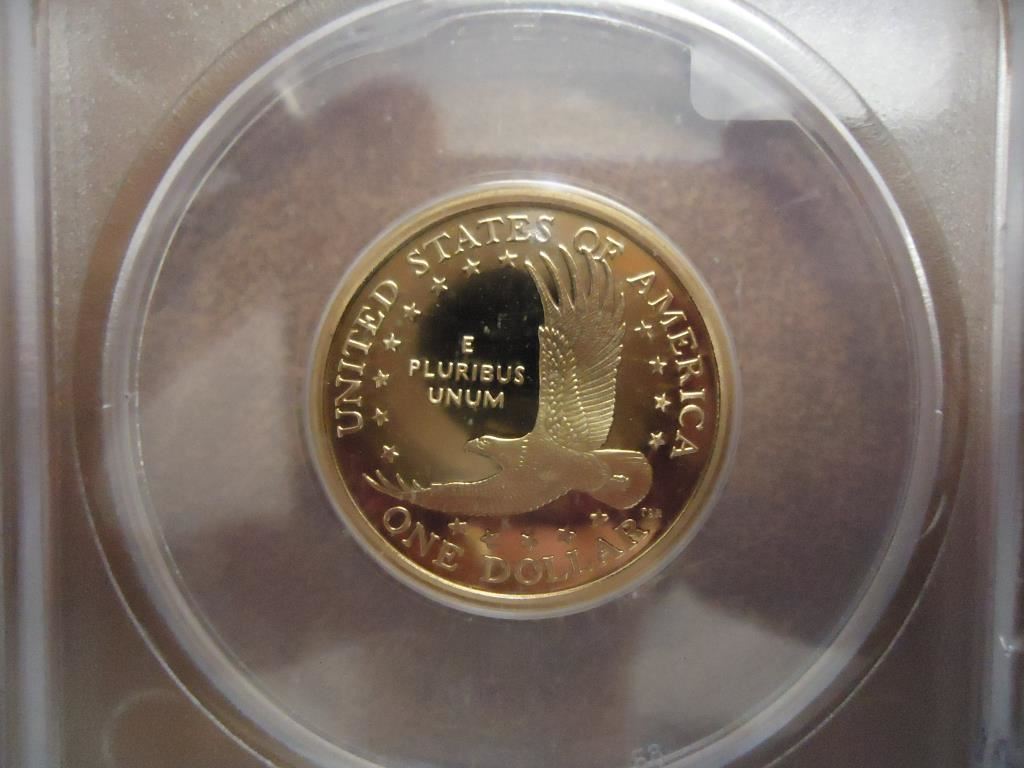 UNITED STATES OF AMERICA
E
PLURIBUS
UNUM
ONE DOLLAR